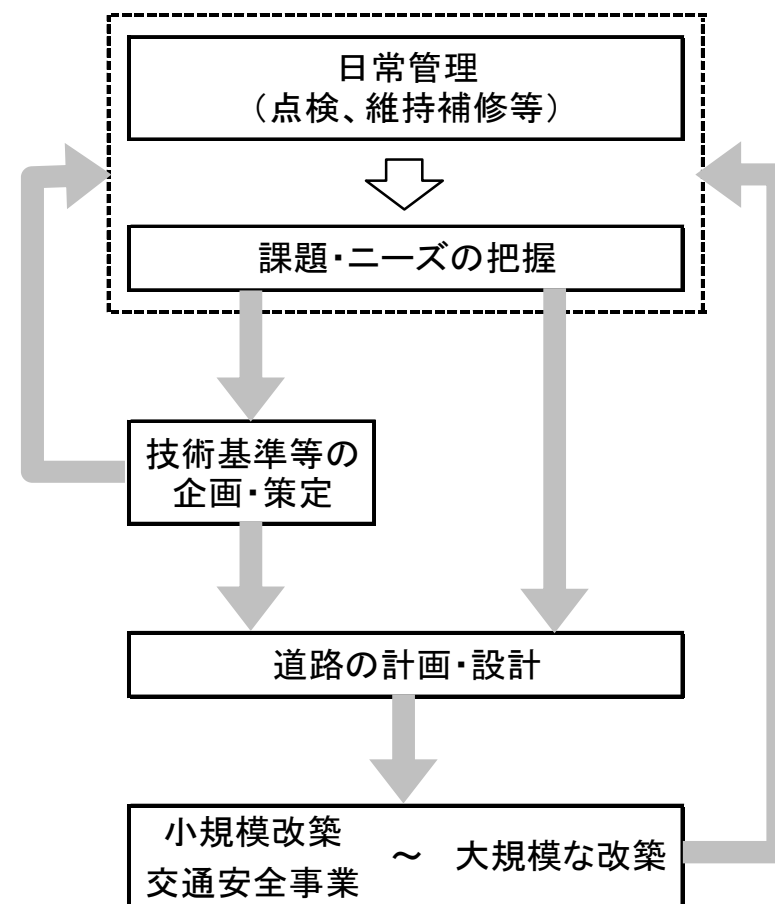 日常管理
（点検、維持補修等）
課題・ニーズの把握
技術基準等の
企画・策定
道路の計画・設計
小規模改築
交通安全事業
～
大規模な改築